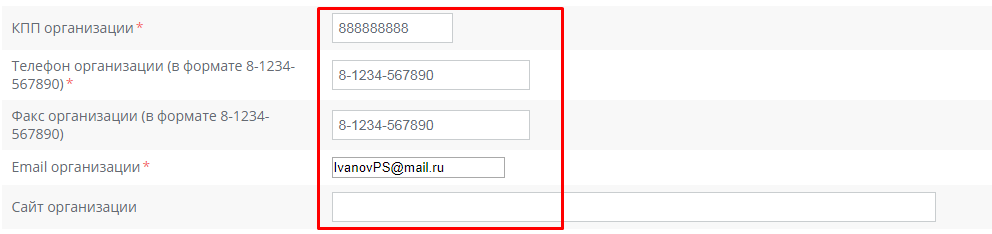 КПП организации * 888888888
Телефон организации (в формате 8-1234-
567890) * 8-1234-567890
Факс организации (в формате 8-1234-
567890) 8-1234-567890
Email организации * IvanovPS@mail.ru
Сайт организации